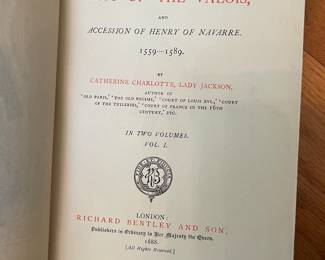 OF THE VALOIS,
AND
ACCESSION OF HENRY OF NAVARRE.
1559—1589.
BY
CATHERINE CHARLOTTE, LADY JACKSON,
AUTHOR OF
'OLD PARIS,' 'THE OLD REGIME,' 'COURT OF LOUIS XVI.,' 'COURT
OF THE TUILERIES,' 'COURT OF FRANCE IN THE 16TH
CENTURY,' ETC.
IN TWO VOLUMES.
VOL. I.
LONDON:
RICHARD BENTLEY AND SON,
Publishers in Ordinary to Her Majesty the Queen.
1888.
[All Rights Reserved.]